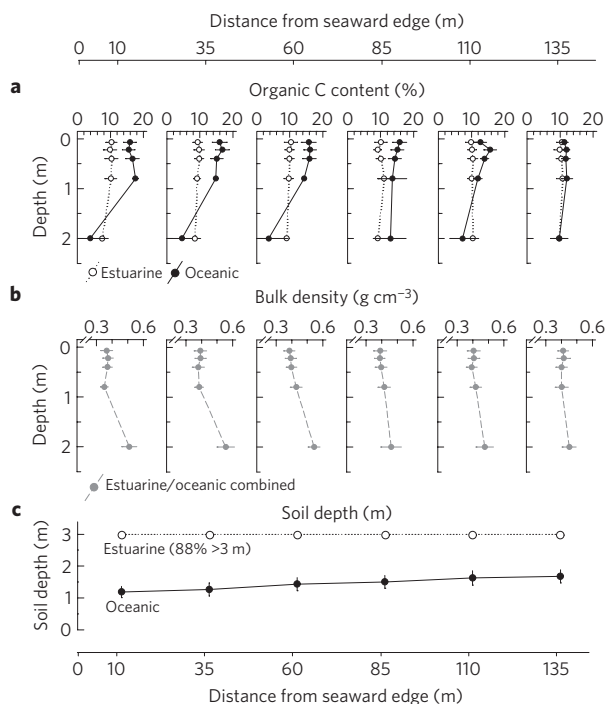 Distance from seaward edge (m)
0 10 35 60 85 110 135
a
Organic C content (%)
0 10 20 0 10 20 0 10 20 0 10 20 0 10 20 0 10 20
0
1
2
Depth (m)
Estuarine Oceanic
b
Bulk density (g cm⁻³)
0.3 0.6 0.3 0.6 0.3 0.6 0.3 0.6 0.3 0.6 0.3 0.6
0
1
2
Depth (m)
Estuarine/oceanic combined
c
Soil depth (m)
3
2
1
0
Soil depth (m)
Estuarine (88% >3 m)
Oceanic
0 10 35 60 85 110 135
Distance from seaward edge (m)